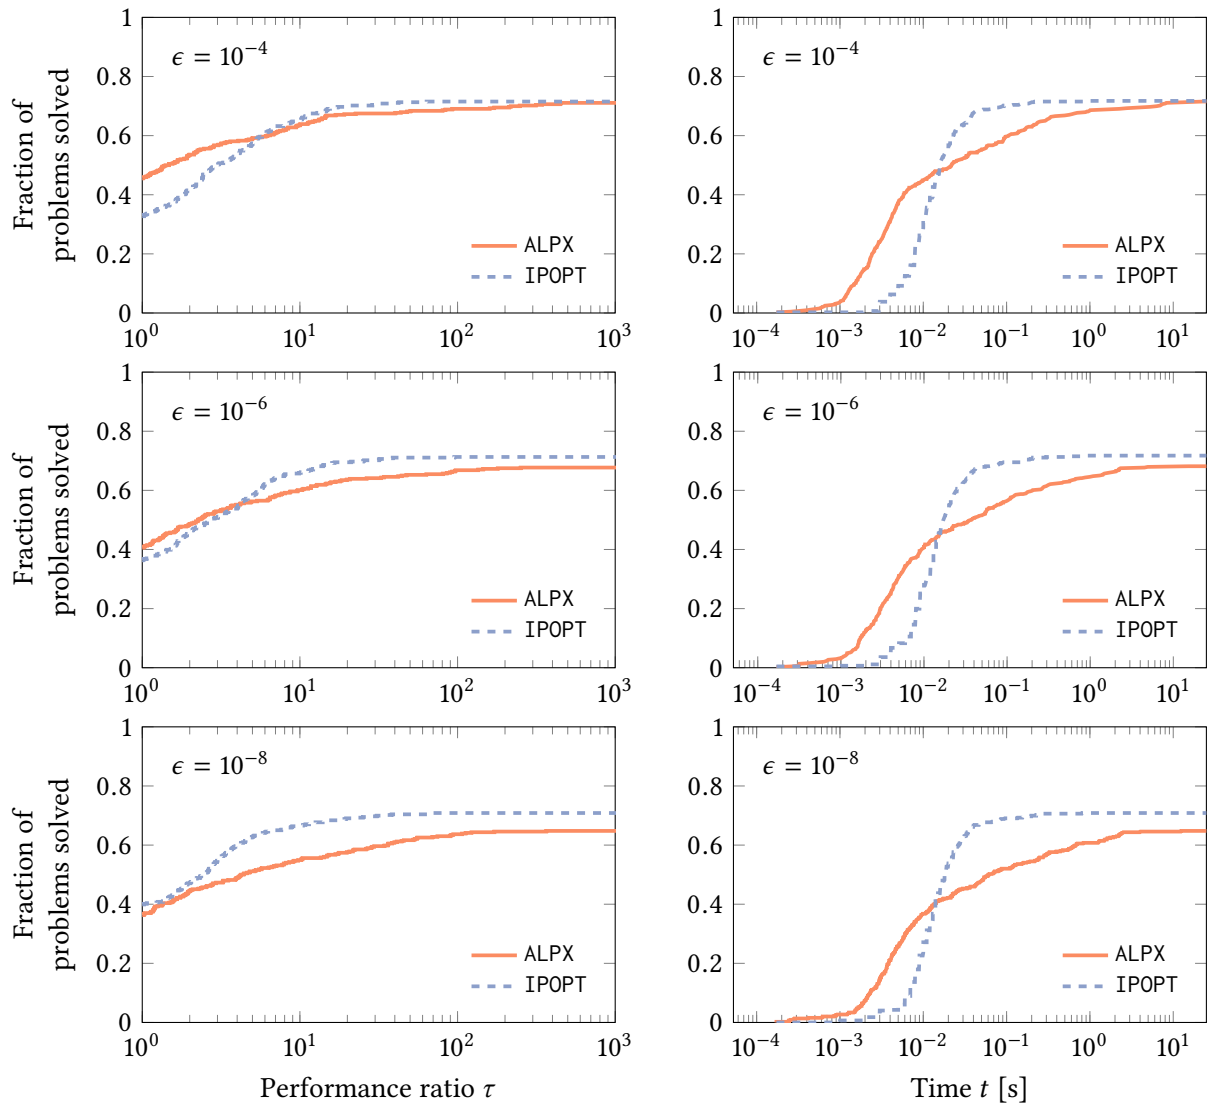 Fraction of
problems solved
1
0.8
0.6
0.4
0.2
0
ϵ = 10⁻⁴
ALPX
IPOPT
10⁰ 10¹ 10² 10³
1
0.8
0.6
0.4
0.2
0
ϵ = 10⁻⁴
ALPX
IPOPT
10⁻⁴ 10⁻³ 10⁻² 10⁻¹ 10⁰ 10¹
Fraction of
problems solved
1
0.8
0.6
0.4
0.2
0
ϵ = 10⁻⁶
ALPX
IPOPT
10⁰ 10¹ 10² 10³
1
0.8
0.6
0.4
0.2
0
ϵ = 10⁻⁶
ALPX
IPOPT
10⁻⁴ 10⁻³ 10⁻² 10⁻¹ 10⁰ 10¹
Fraction of
problems solved
1
0.8
0.6
0.4
0.2
0
ϵ = 10⁻⁸
ALPX
IPOPT
10⁰ 10¹ 10² 10³
Performance ratio τ
1
0.8
0.6
0.4
0.2
0
ϵ = 10⁻⁸
ALPX
IPOPT
10⁻⁴ 10⁻³ 10⁻² 10⁻¹ 10⁰ 10¹
Time t [s]